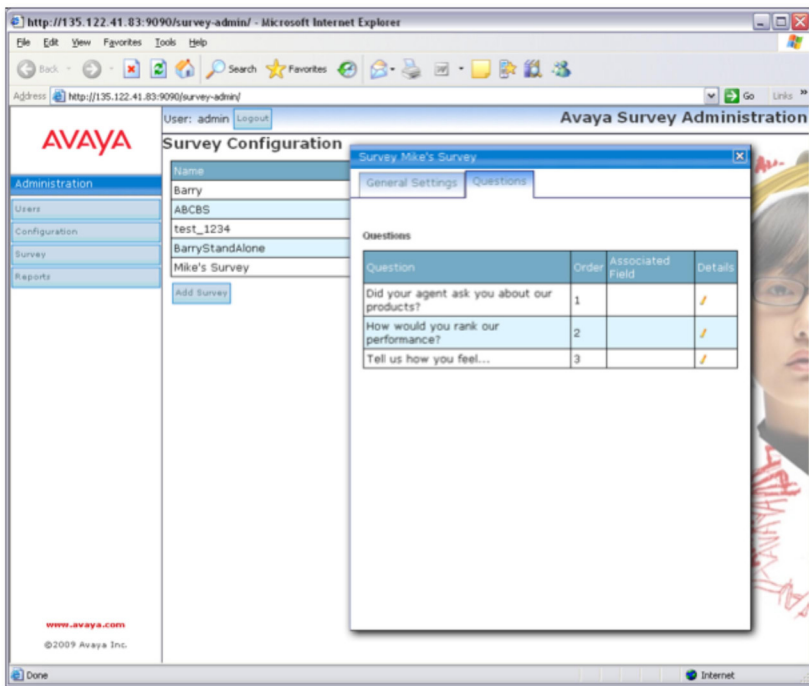 http://135.122.41.83:9090/survey-admin/ - Microsoft Internet Explorer
File Edit View Favorites Tools Help
Back Search Favorites
Address http://135.122.41.83:9090/survey-admin/ Go Links »
AVAYA
User: admin Logout
Avaya Survey Administration
Survey Configuration
Administration
Users
Configuration
Survey
Reports
Name
Barry
ABCBS
test_1234
BarryStandAlone
Mike's Survey
Add Survey
Survey Mike's Survey
General Settings Questions
Questions
Question Order Associated Field Details
Did your agent ask you about our
products? 1
How would you rank our
performance? 2
Tell us how you feel... 3
www.avaya.com
©2009 Avaya Inc.
Done Internet